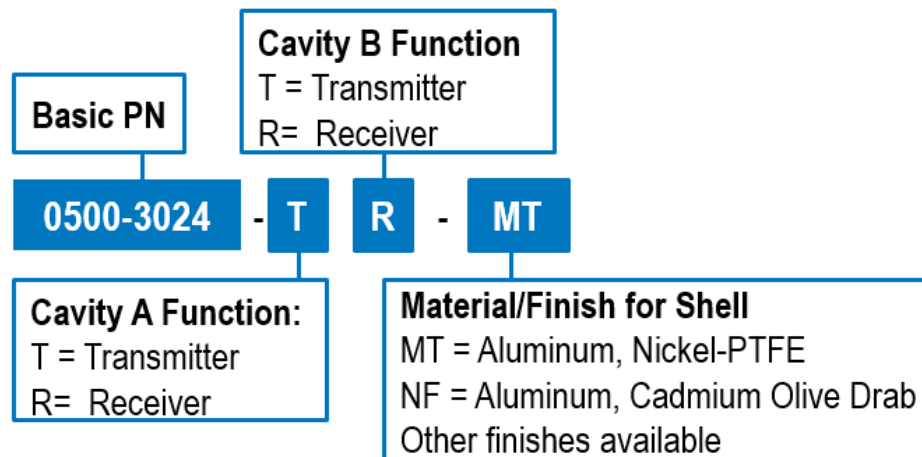 Cavity B Function
T = Transmitter
R= Receiver
Basic PN
0500-3024 - T R - MT
Cavity A Function:
T = Transmitter
R= Receiver
Material/Finish for Shell
MT = Aluminum, Nickel-PTFE
NF = Aluminum, Cadmium Olive Drab
Other finishes available